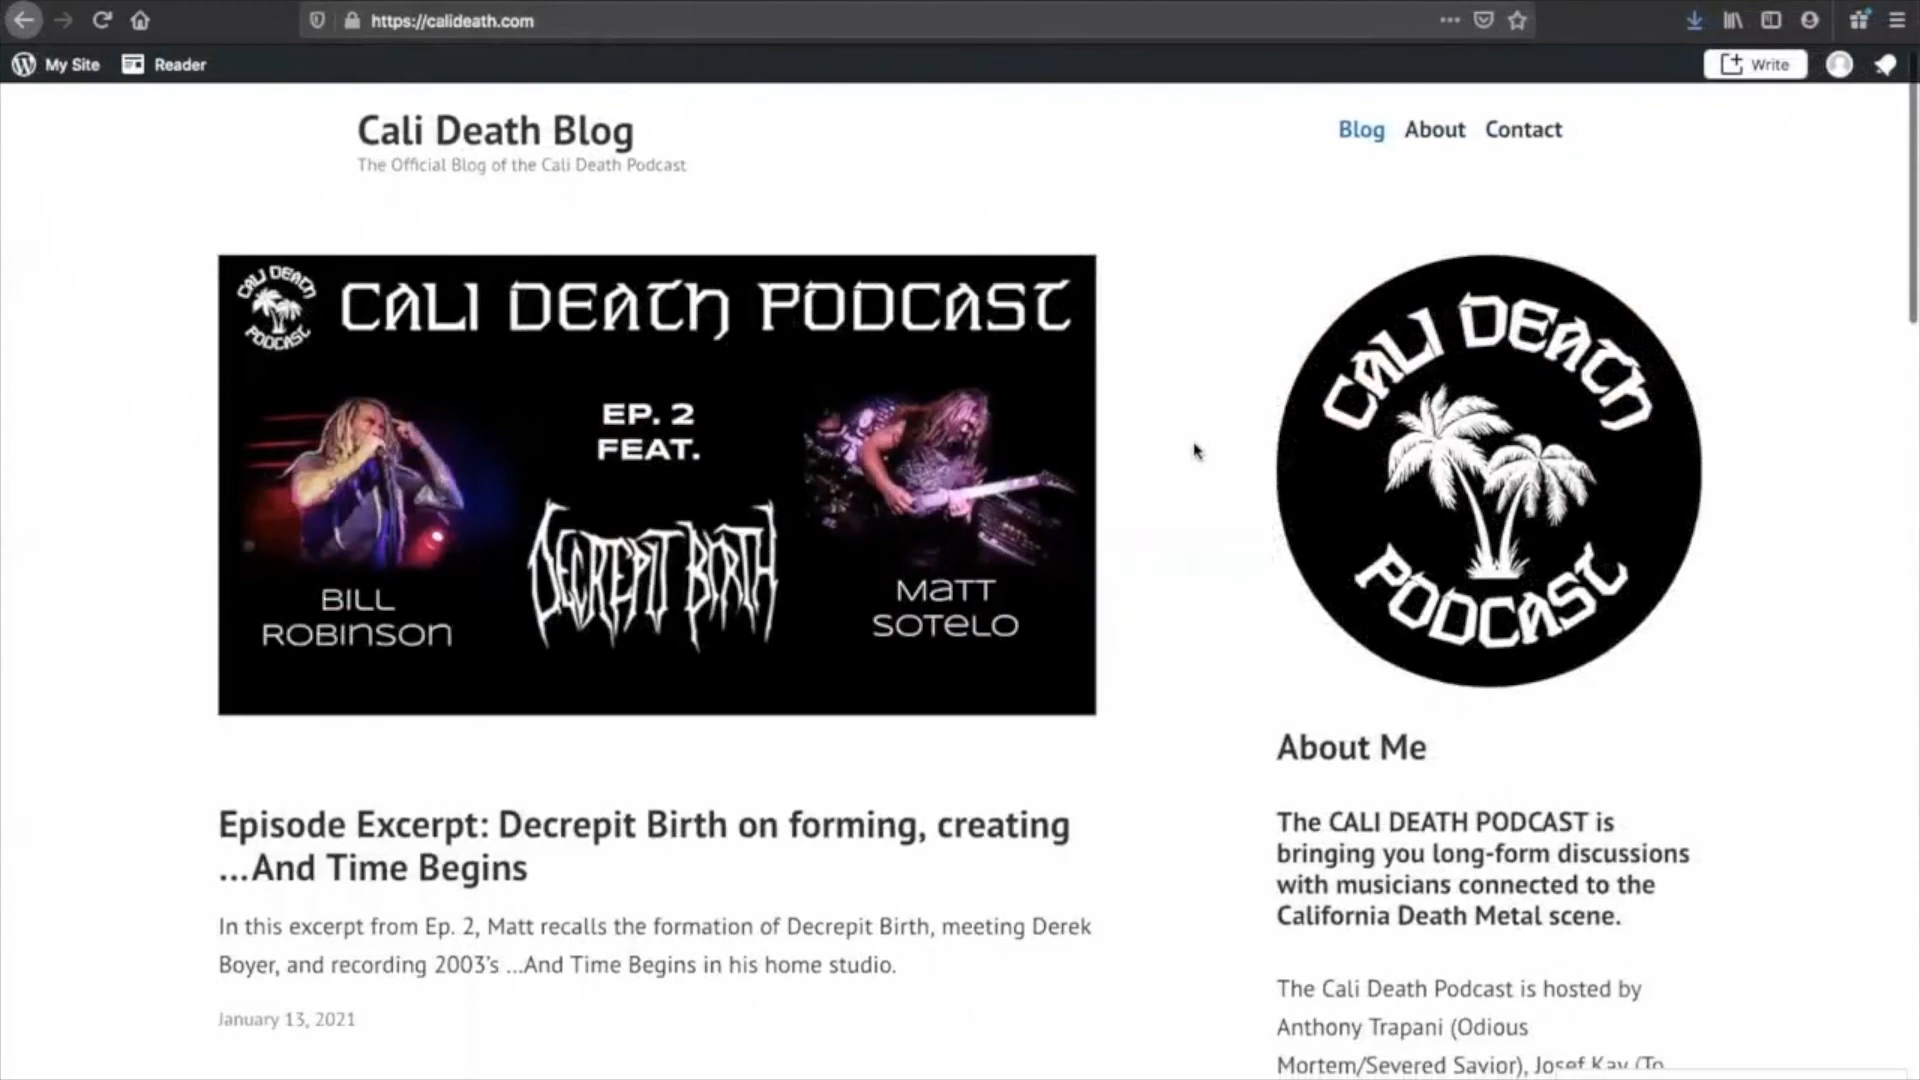 https://calideath.com
My Site
Reader
Write
Cali Death Blog
The Official Blog of the Cali Death Podcast
Blog
About
Contact
CALI DEATH PODCAST
CALI DEATH PODCAST
EP. 2
FEAT.
DECREPIT BIRTH
BILL
ROBINSON
MATT
SOTELO
CALI DEATH
PODCAST
About Me
Episode Excerpt: Decrepit Birth on forming, creating
...And Time Begins
In this excerpt from Ep. 2, Matt recalls the formation of Decrepit Birth, meeting Derek
Boyer, and recording 2003’s ...And Time Begins in his home studio.
January 13, 2021
The CALI DEATH PODCAST is
bringing you long-form discussions
with musicians connected to the
California Death Metal scene.
The Cali Death Podcast is hosted by
Anthony Trapani (Odious
Mortem/Severed Savior), Josef Kay (To